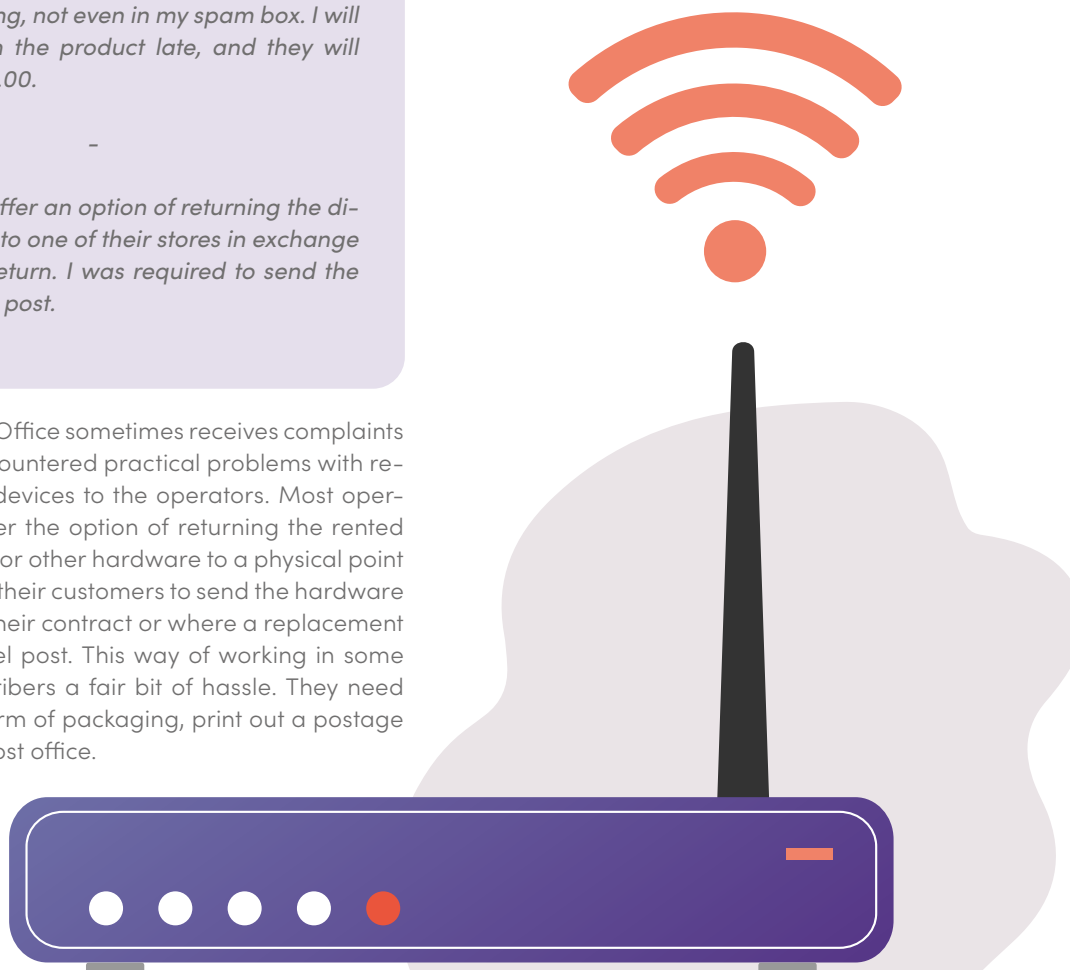 ng, not even in my spam box. I will
the product late, and they will
.00.
-
ffer an option of returning the di-
to one of their stores in exchange
eturn. I was required to send the
post.
Office sometimes receives complaints
ountered practical problems with re-
devices to the operators. Most oper-
er the option of returning the rented
or other hardware to a physical point
their customers to send the hardware
heir contract or where a replacement
el post. This way of working in some
ribers a fair bit of hassle. They need
rm of packaging, print out a postage
ost office.